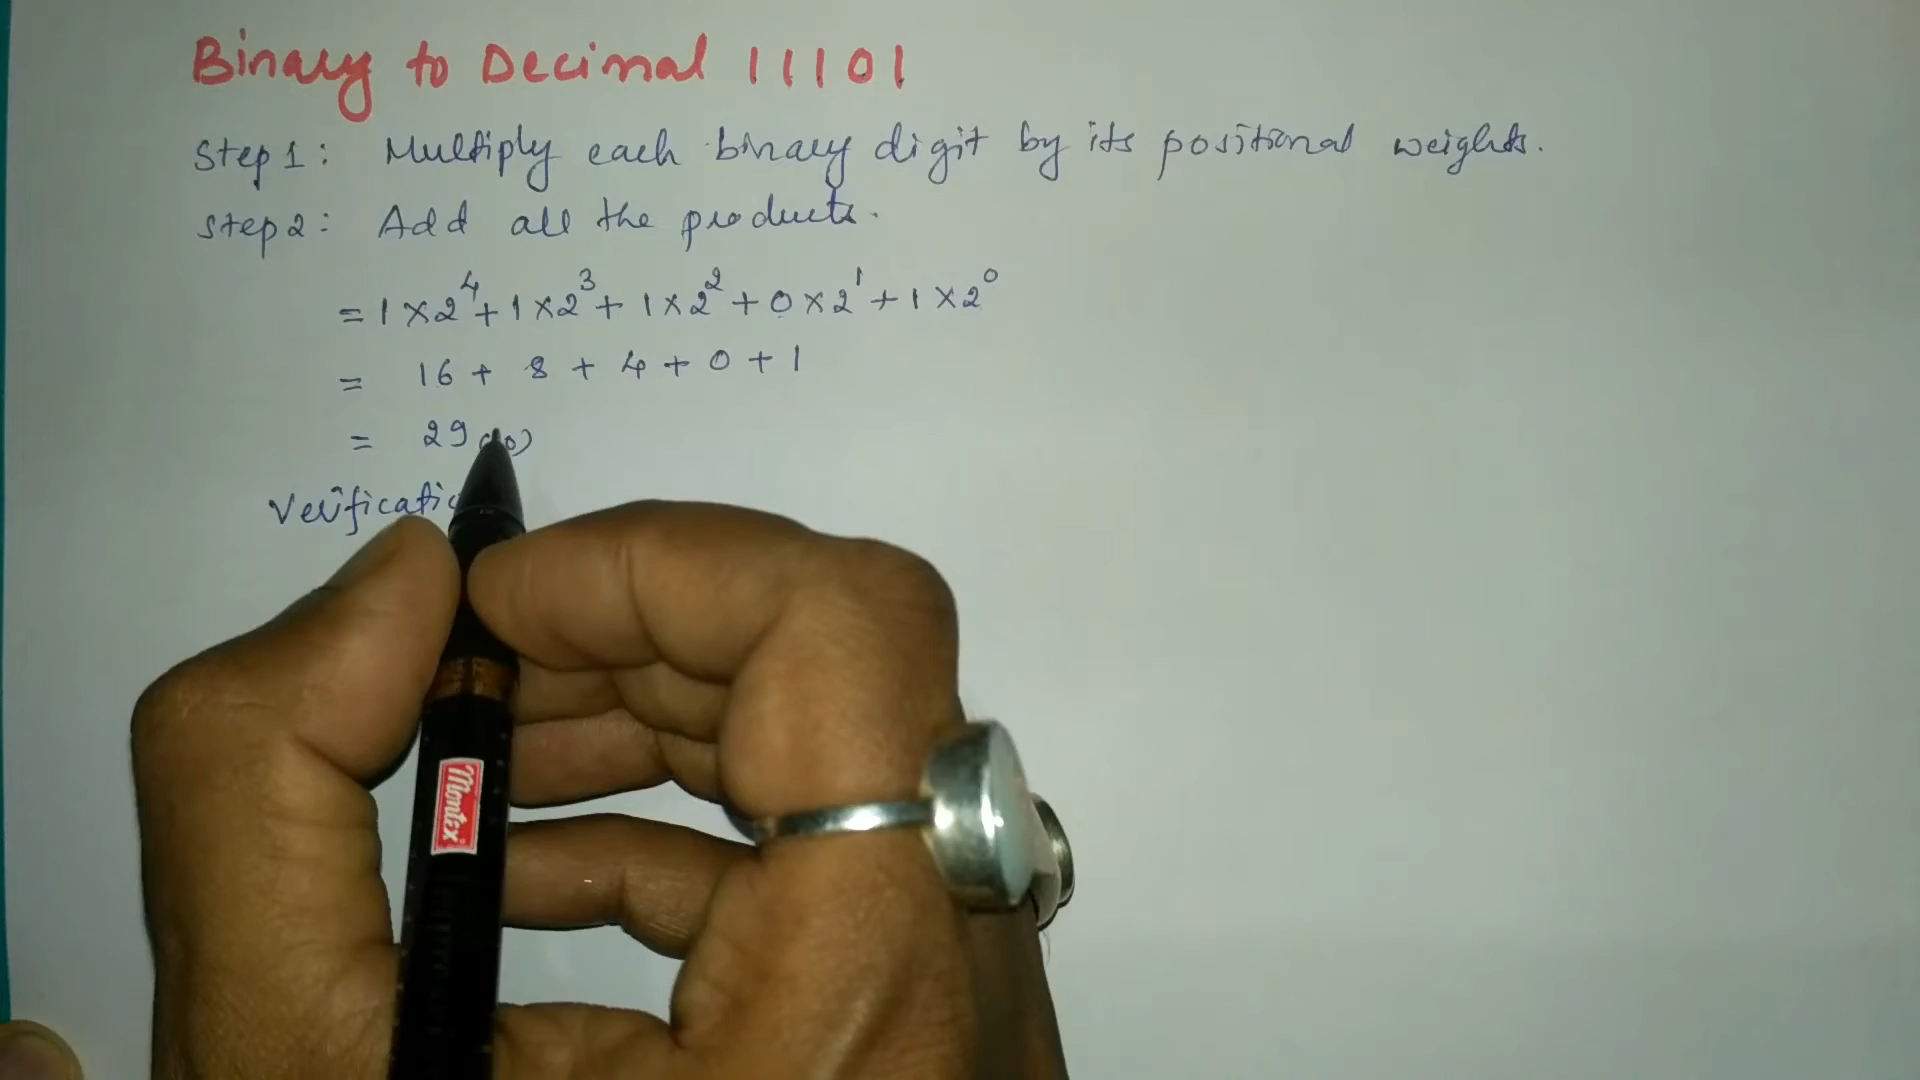 Binary to Decimal 11101
Step 1: Multiply each binary digit by its positional weights.
Step 2: Add all the products.
= 1 × 2⁴ + 1 × 2³ + 1 × 2² + 0 × 2¹ + 1 × 2⁰
= 16 + 8 + 4 + 0 + 1
= 29
Montex